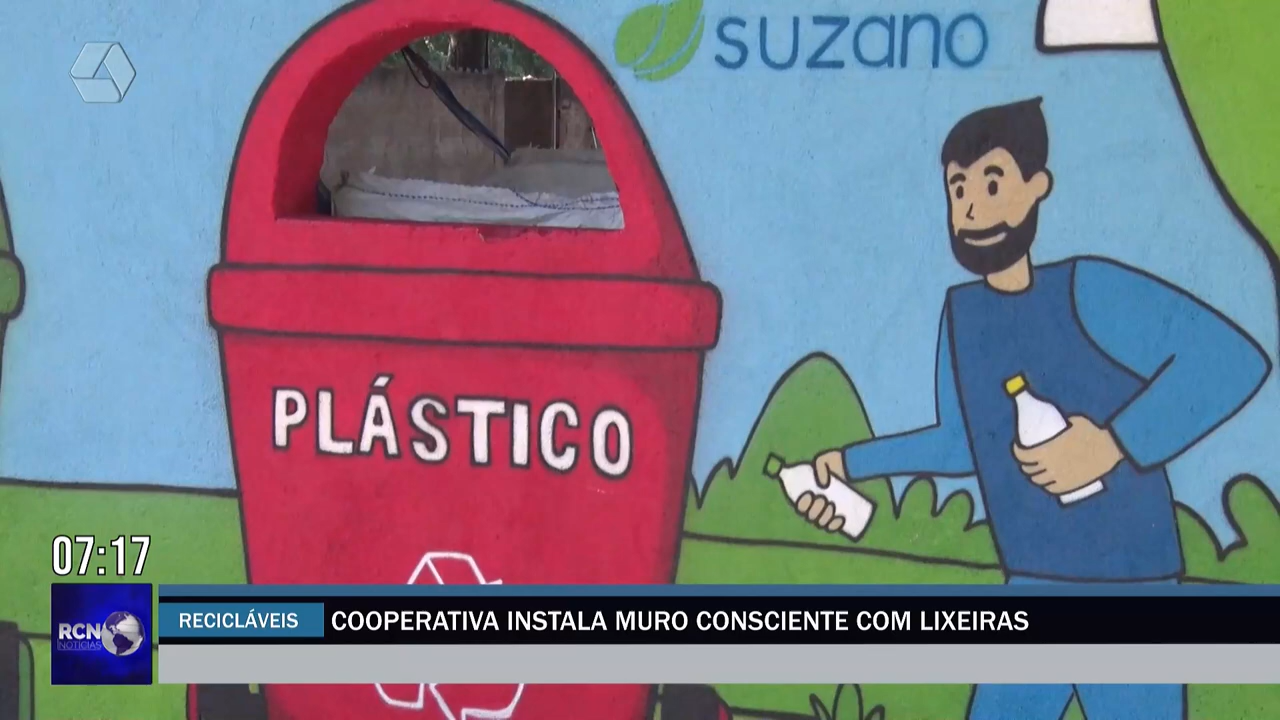 suzano
PLÁSTICO
07:17
RCN
NOTÍCIAS
RECICLÁVEIS
COOPERATIVA INSTALA MURO CONSCIENTE COM LIXEIRAS